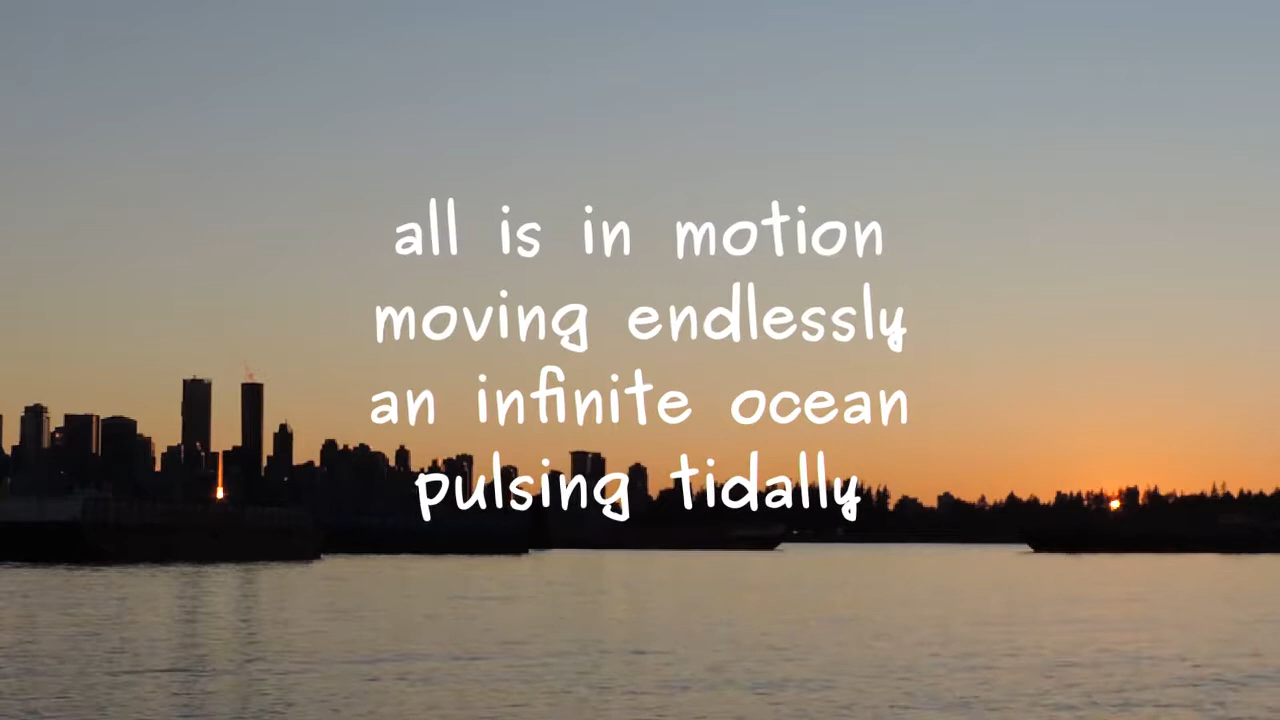 all is in motion
moving endlessly
an infinite ocean
pulsing tidally